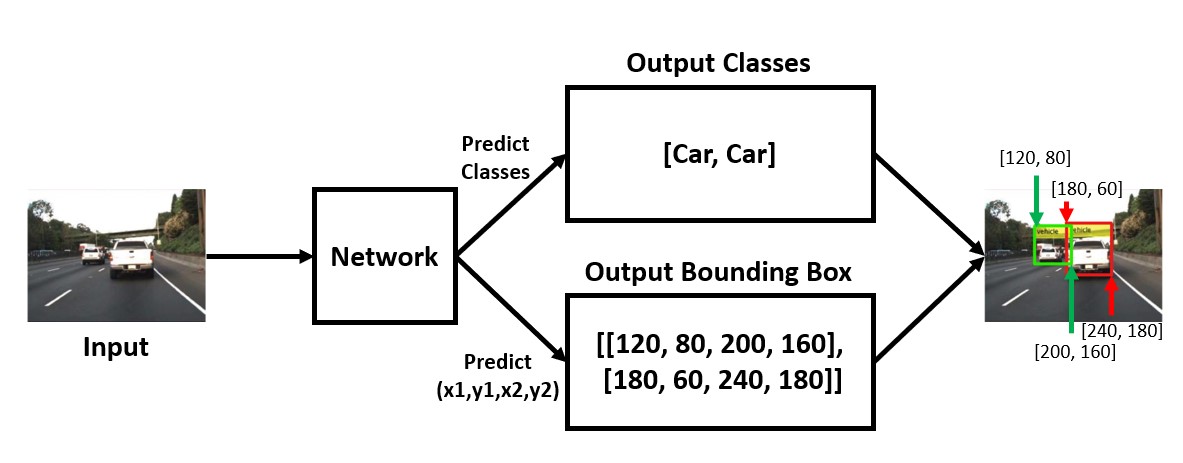 Output Classes
Predict
Classes
[Car, Car]
[120, 80]
[180, 60]
vehicle
hicle
Network
Input
Output Bounding Box
Predict
(x1,y1,x2,y2)
[[120, 80, 200, 160],
[180, 60, 240, 180]]
[240, 180]
[200, 160]